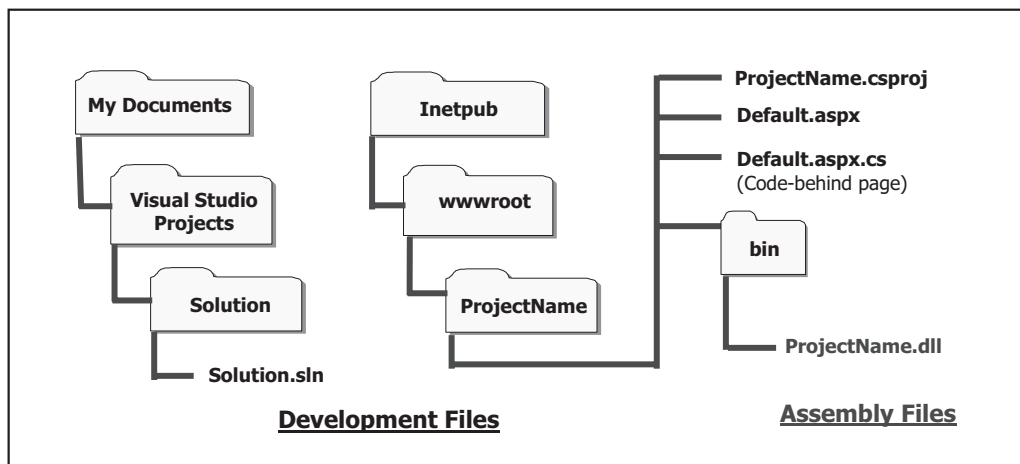 My Documents
Visual Studio
Projects
Solution
Solution.sln
Inetpub
wwwroot
ProjectName
ProjectName.csproj
Default.aspx
Default.aspx.cs
(Code-behind page)
bin
ProjectName.dll
Development Files
Assembly Files